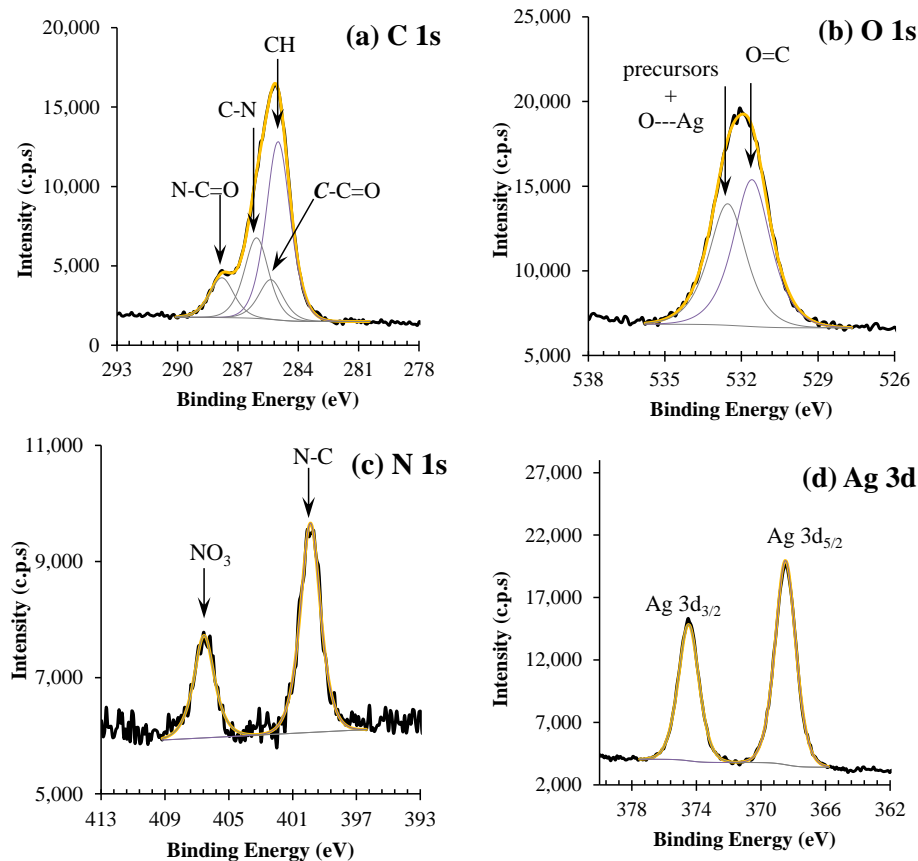 (a) C 1s
20,000
15,000
10,000
5,000
0
Intensity (c.p.s)
CH
C-N
N-C=O
C-C=O
293 290 287 284 281 278
Binding Energy (eV)
(b) O 1s
25,000
20,000
15,000
10,000
5,000
Intensity (c.p.s)
O=C
precursors
+
O---Ag
538 535 532 529 526
Binding Energy (eV)
(c) N 1s
11,000
9,000
7,000
5,000
Intensity (c.p.s)
N-C
NO3
413 409 405 401 397 393
Binding Energy (eV)
(d) Ag 3d
27,000
22,000
17,000
12,000
7,000
2,000
Intensity (c.p.s)
Ag 3d5/2
Ag 3d3/2
378 374 370 366 362
Binding Energy (eV)